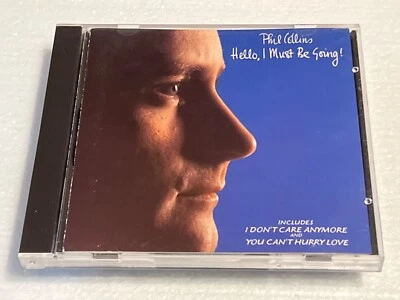 Phil Collins
Hello, I Must Be Going!
INCLUDES
I DON'T CARE ANYMORE
AND
YOU CAN'T HURRY LOVE